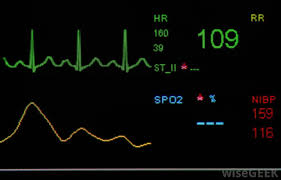 HR
160
39
109
RR
ST_II * ---
SPO2 * %
---
NIBP
159
116
wiseGEEK